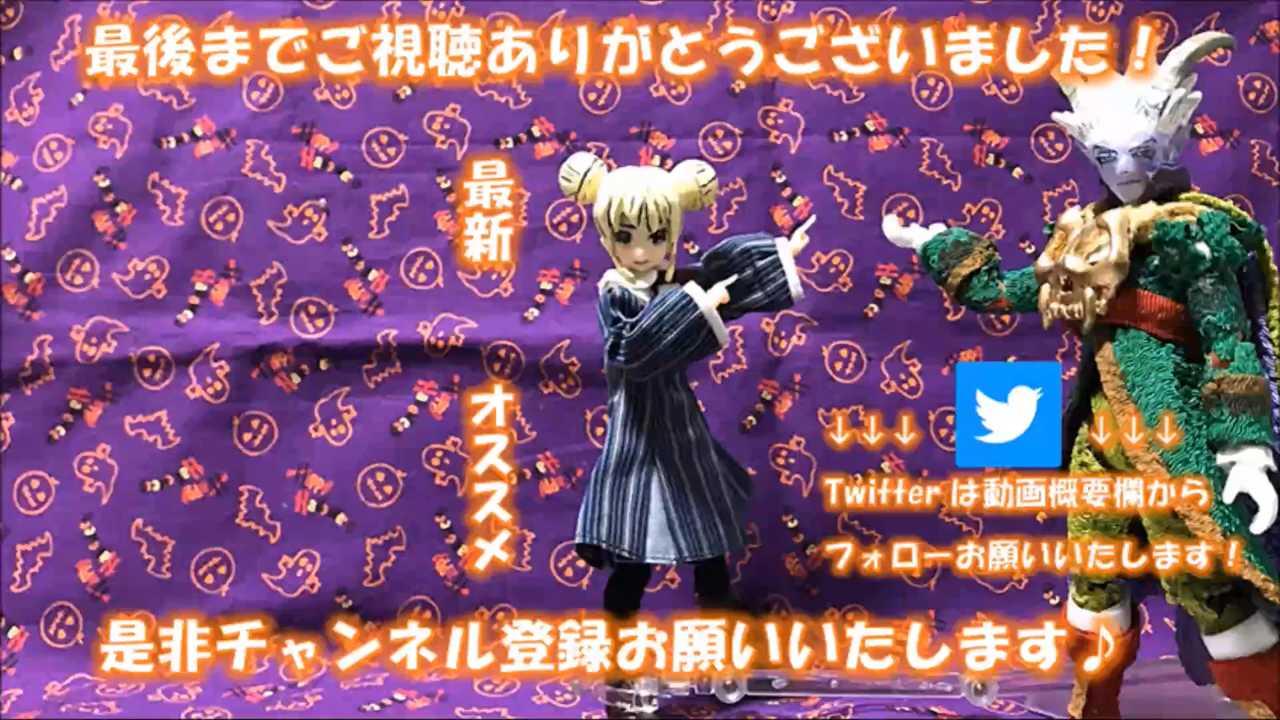 最後までご視聴ありがとうございました！
最新
オススメ
↓↓↓ ↓↓↓
Twitterは動画概要欄から
フォローお願いいたします！
是非チャンネル登録お願いいたします♪